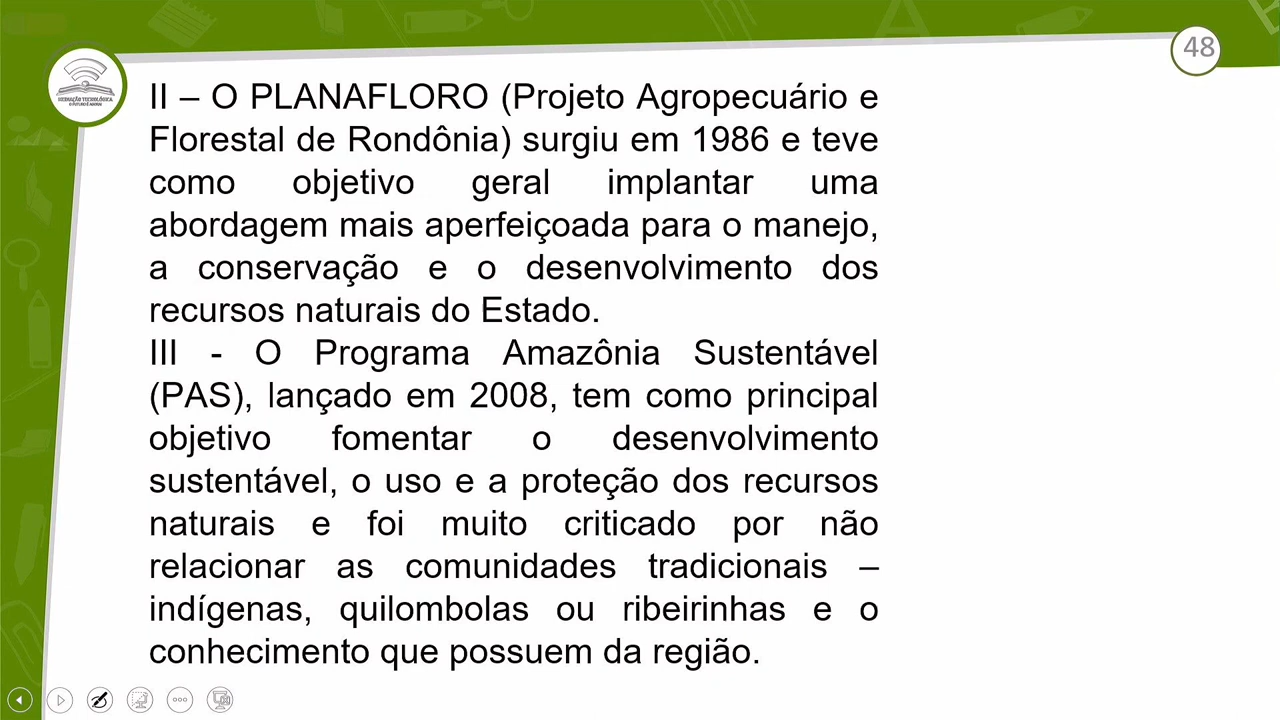 48
MEDIAÇÃO TECNOLÓGICA
II – O PLANAFLORO (Projeto Agropecuário e
Florestal de Rondônia) surgiu em 1986 e teve
como objetivo geral implantar uma
abordagem mais aperfeiçoada para o manejo,
a conservação e o desenvolvimento dos
recursos naturais do Estado.
III - O Programa Amazônia Sustentável
(PAS), lançado em 2008, tem como principal
objetivo fomentar o desenvolvimento
sustentável, o uso e a proteção dos recursos
naturais e foi muito criticado por não
relacionar as comunidades tradicionais –
indígenas, quilombolas ou ribeirinhas e o
conhecimento que possuem da região.